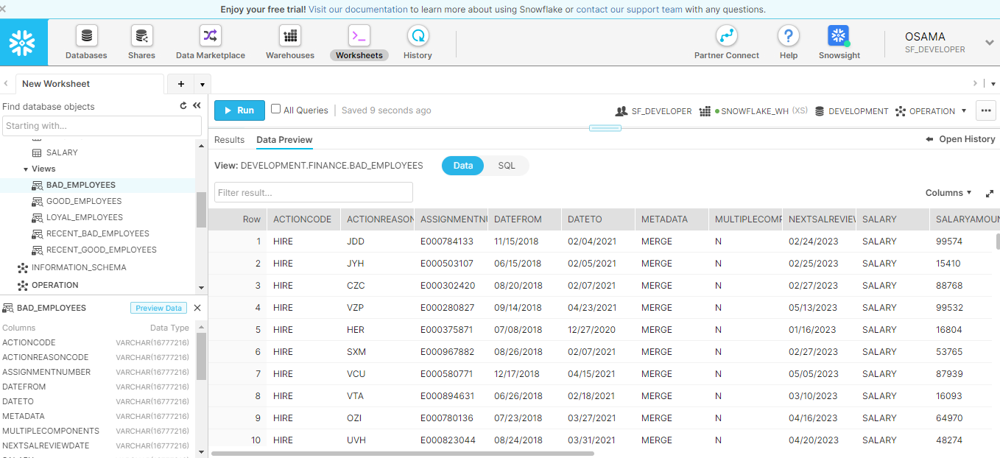 Enjoy your free trial! Visit our documentation to learn more about using Snowflake or contact our support team with any questions.
Databases
Shares
Data Marketplace
Warehouses
Worksheets
History
Partner Connect
Help
Snowsight
OSAMA
SF_DEVELOPER
New Worksheet
Find database objects
Starting with...
SALARY
Views
BAD_EMPLOYEES
GOOD_EMPLOYEES
LOYAL_EMPLOYEES
RECENT_BAD_EMPLOYEES
RECENT_GOOD_EMPLOYEES
INFORMATION_SCHEMA
OPERATION
BAD_EMPLOYEES Preview Data
Columns Data Type
ACTIONCODE VARCHAR(16777216)
ACTIONREASONCODE VARCHAR(16777216)
ASSIGNMENTNUMBER VARCHAR(16777216)
DATEFROM VARCHAR(16777216)
DATETO VARCHAR(16777216)
METADATA VARCHAR(16777216)
MULTIPLECOMPONENTS VARCHAR(16777216)
NEXTSALREVIEWDATE VARCHAR(16777216)
Run All Queries Saved 9 seconds ago SF_DEVELOPER SNOWFLAKE_WH (XS) DEVELOPMENT OPERATION
Results Data Preview Open History
View: DEVELOPMENT.FINANCE.BAD_EMPLOYEES Data SQL
Filter result...
Columns
Row ACTIONCODE ACTIONREASON ASSIGNMENTNU DATEFROM DATETO METADATA MULTIPLECOMP NEXTSALREVIEW SALARY SALARYAMOUN
1 HIRE JDD E000784133 11/15/2018 02/04/2021 MERGE N 02/24/2023 SALARY 99574
2 HIRE JYH E000503107 06/15/2018 02/05/2021 MERGE N 02/25/2023 SALARY 15410
3 HIRE CZC E000302420 08/20/2018 02/07/2021 MERGE N 02/27/2023 SALARY 88768
4 HIRE VZP E000280827 09/14/2018 04/23/2021 MERGE N 05/13/2023 SALARY 99532
5 HIRE HER E000375871 07/08/2018 12/27/2020 MERGE N 01/16/2023 SALARY 16804
6 HIRE SXM E000967882 08/26/2018 02/07/2021 MERGE N 02/27/2023 SALARY 53765
7 HIRE VCU E000580771 12/17/2018 04/15/2021 MERGE N 05/05/2023 SALARY 87939
8 HIRE VTA E000894631 06/26/2018 02/18/2021 MERGE N 03/10/2023 SALARY 16093
9 HIRE OZI E000780136 07/23/2018 03/27/2021 MERGE N 04/16/2023 SALARY 64970
10 HIRE UVH E000823044 08/24/2018 03/31/2021 MERGE N 04/20/2023 SALARY 48274